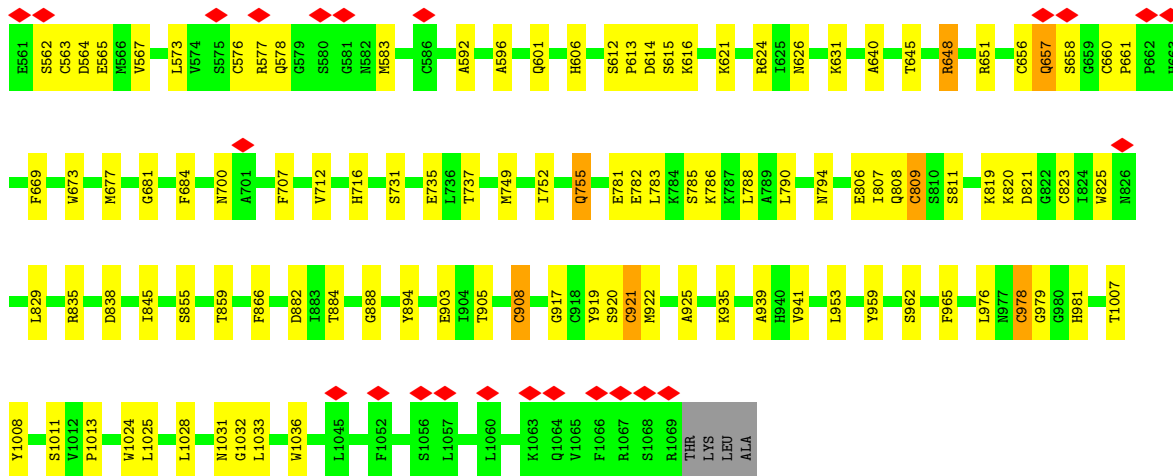 E561 S562 C563 D564 E565 M566 V567 L573 V574 S575 C576 R577 Q578 G579 S580 G581 N582 M583 C586 A592 A596 Q601 H606 S612 P613 D614 S615 K616 K621 R624 I625 N626 K631 A640 T645 R648 R651 C656 Q657 S658 G659 C660 P661 P662 H663
F669 W673 M677 G681 F684 N700 A701 F707 V712 H716 S731 E735 L736 T737 M749 I752 Q755 E781 E782 L783 K784 S785 K786 K787 L788 A789 L790 N794 E806 I807 Q808 C809 S810 S811 K819 K820 D821 G822 C823 I824 W825 N826
L829 R835 D838 I845 S855 T859 F866 D882 I883 T884 G888 Y894 E903 I904 T905 C908 G917 C918 Y919 S920 C921 M922 A925 K935 A939 H940 V941 L953 Y959 S962 F965 L976 N977 C978 G979 G980 H981 T1007
Y1008 S1011 V1012 P1013 W1024 L1025 L1028 N1031 G1032 L1033 W1036 L1045 F1052 S1056 L1057 L1060 K1063 Q1064 V1065 F1066 R1067 S1068 R1069 THR LYS LEU ALA